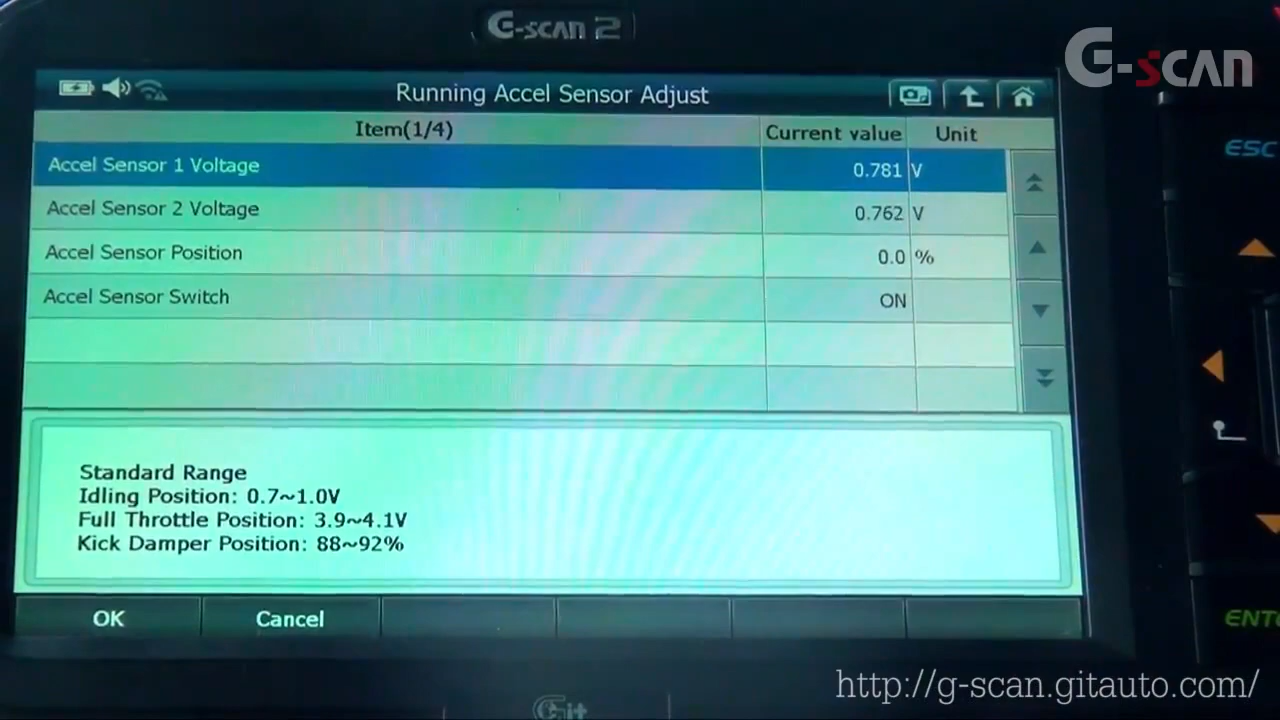 G-scan 2
G-scan
Running Accel Sensor Adjust
Item(1/4) Current value Unit
Accel Sensor 1 Voltage 0.781 V
Accel Sensor 2 Voltage 0.762 V
Accel Sensor Position 0.0 %
Accel Sensor Switch ON
ESC
Standard Range
Idling Position: 0.7~1.0V
Full Throttle Position: 3.9~4.1V
Kick Damper Position: 88~92%
OK Cancel
http://g-scan.gitauto.com/
Git